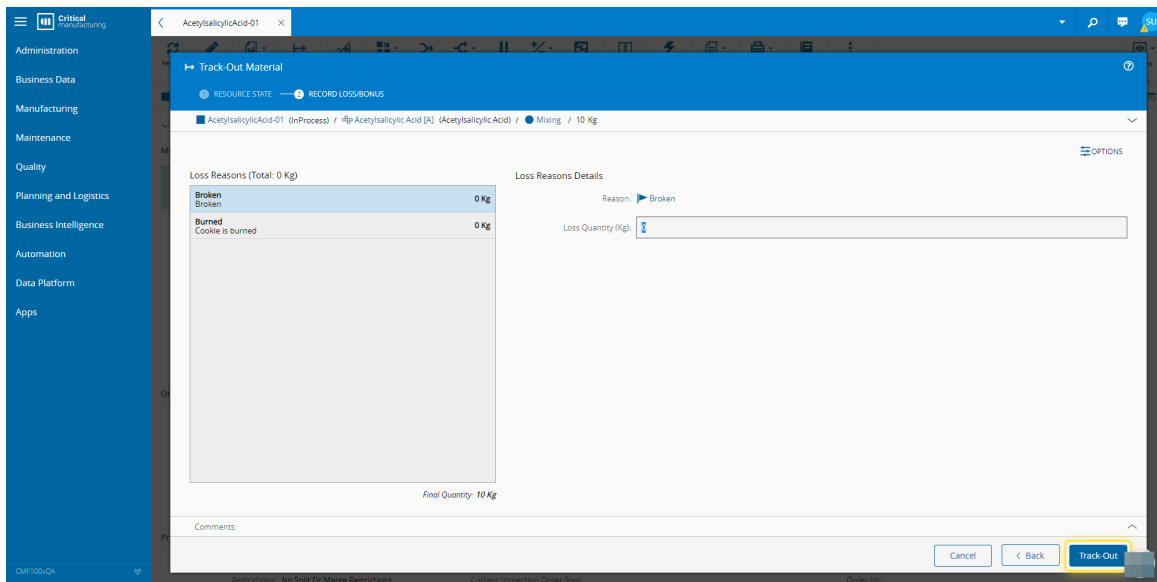 Critical manufacturing
AcetylsalicylicAcid-01 ×
SU
Administration
Business Data
Manufacturing
Maintenance
Quality
Planning and Logistics
Business Intelligence
Automation
Data Platform
Apps
CMF100xQA
Track-Out Material
1 RESOURCE STATE 2 RECORD LOSS/BONUS
AcetylsalicylicAcid-01 (InProcess) / Acetylsalicylic Acid [A] (Acetylsalicylic Acid) / Mixing / 10 Kg
OPTIONS
Loss Reasons (Total: 0 Kg)
Broken 0 Kg
Broken
Burned 0 Kg
Cookie is burned
Final Quantity: 10 Kg
Loss Reasons Details
Reason: Broken
Loss Quantity (Kg): 0
Comments:
Cancel < Back Track-Out
Restrictions: No Split Or Merge Restrictions Current Inspection Order Step: Order No.: